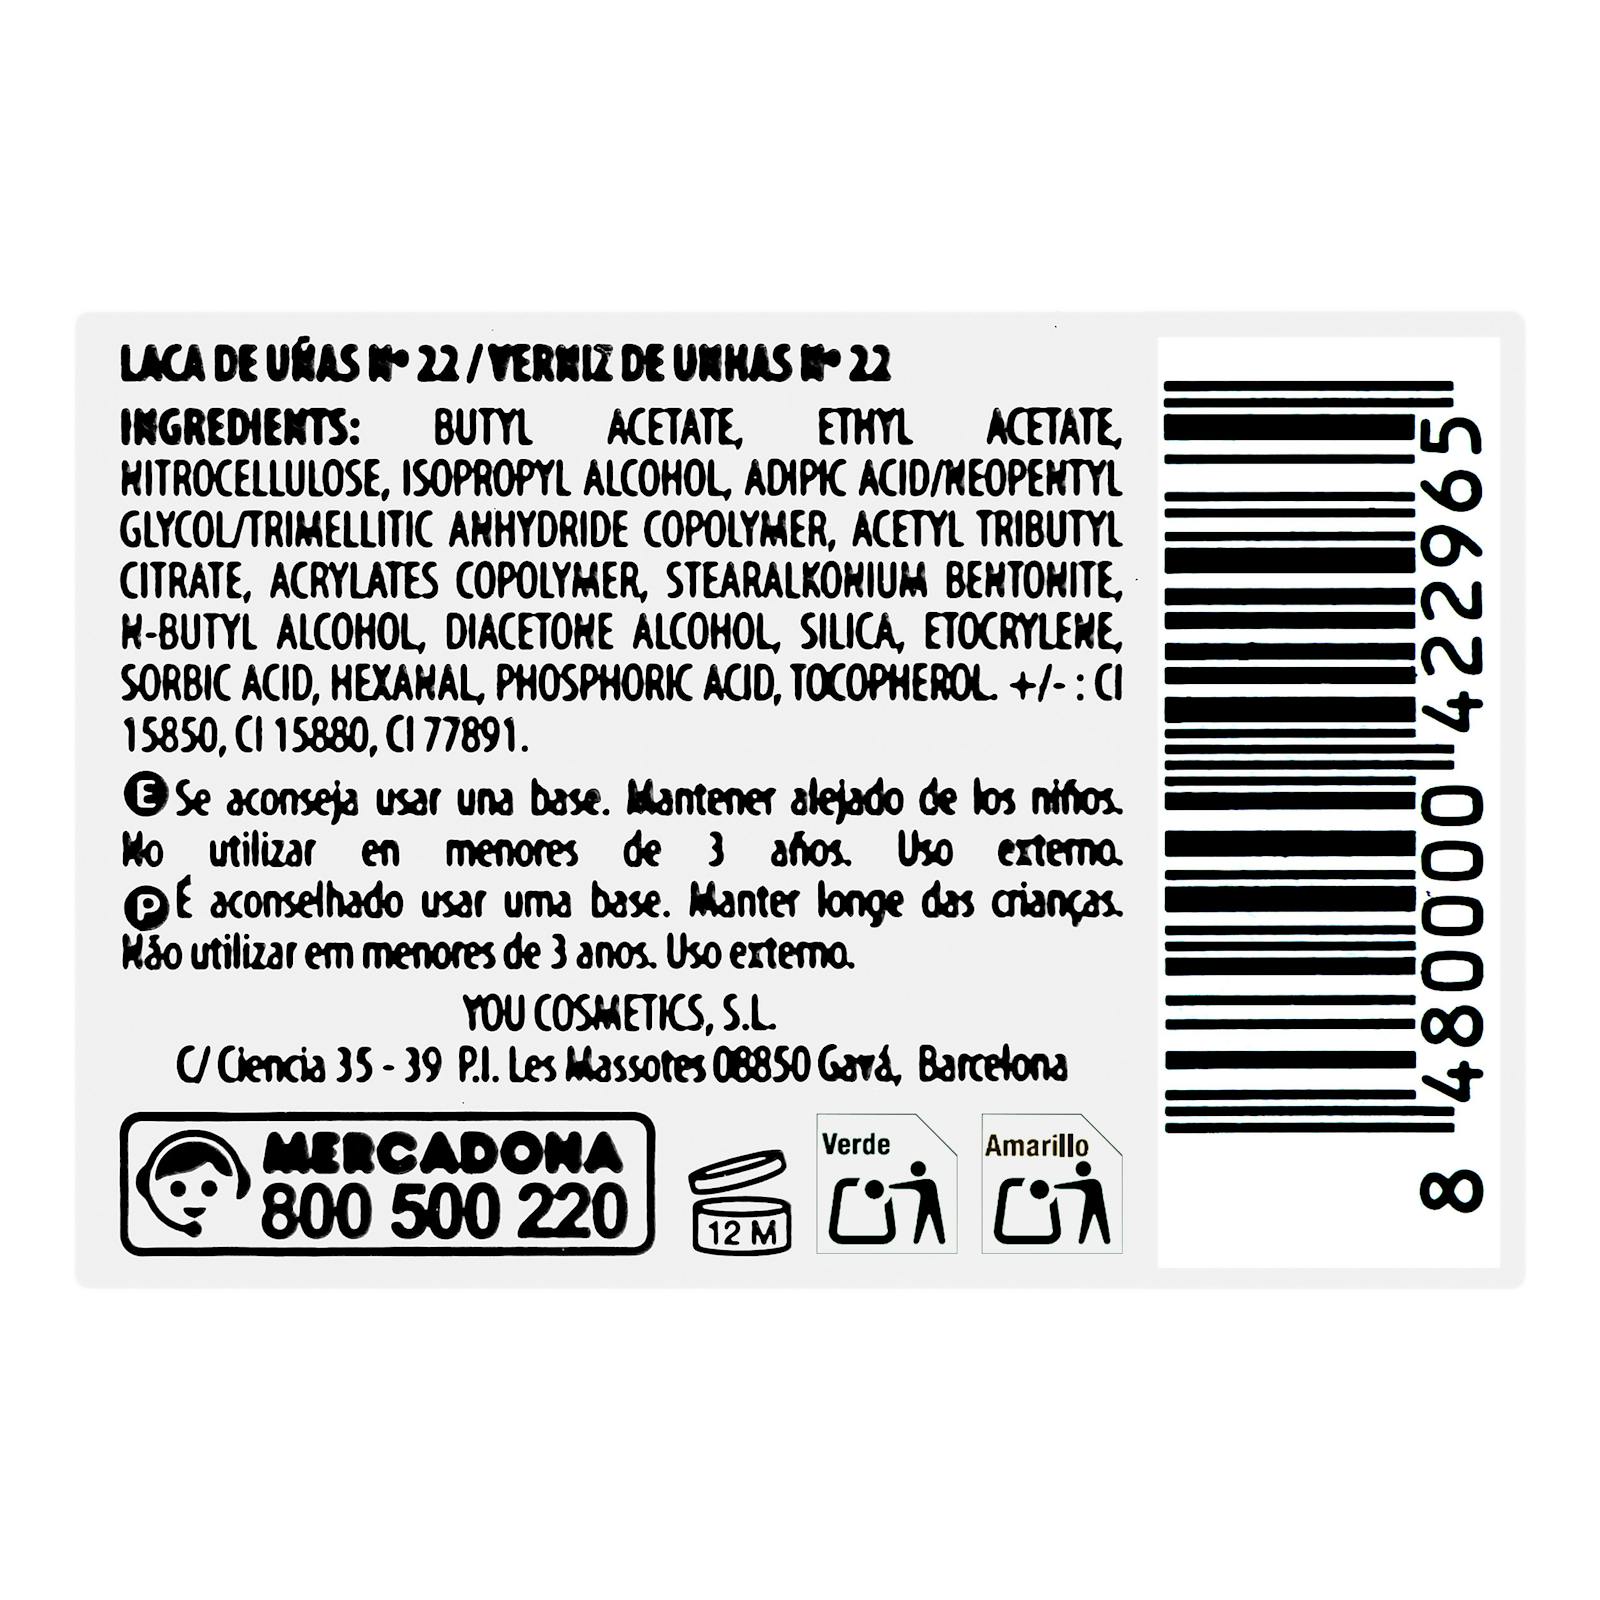 LACA DE UÑAS Nº 22 / VERNIZ DE UNHAS Nº 22
INGREDIENTS: BUTYL ACETATE, ETHYL ACETATE,
NITROCELLULOSE, ISOPROPYL ALCOHOL, ADIPIC ACID/NEOPENTYL
GLYCOL/TRIMELLITIC ANHYDRIDE COPOLYMER, ACETYL TRIBUTYL
CITRATE, ACRYLATES COPOLYMER, STEARALKONIUM BENTONITE,
N-BUTYL ALCOHOL, DIACETONE ALCOHOL, SILICA, ETOCRYLENE,
SORBIC ACID, HEXANAL, PHOSPHORIC ACID, TOCOPHEROL. +/- : CI
15850, CI 15880, CI 77891.
E Se aconseja usar una base. Mantener alejado de los niños.
No utilizar en menores de 3 años. Uso externo.
P É aconselhado usar uma base. Manter longe das crianças.
Não utilizar em menores de 3 anos. Uso externo.
YOU COSMETICS, S.L.
C/ Ciencia 35 - 39 P.I. Les Massotes 08850 Gavá, Barcelona
MERCADONA
800 500 220
12 M
Verde
Amarillo
8 480000 422965